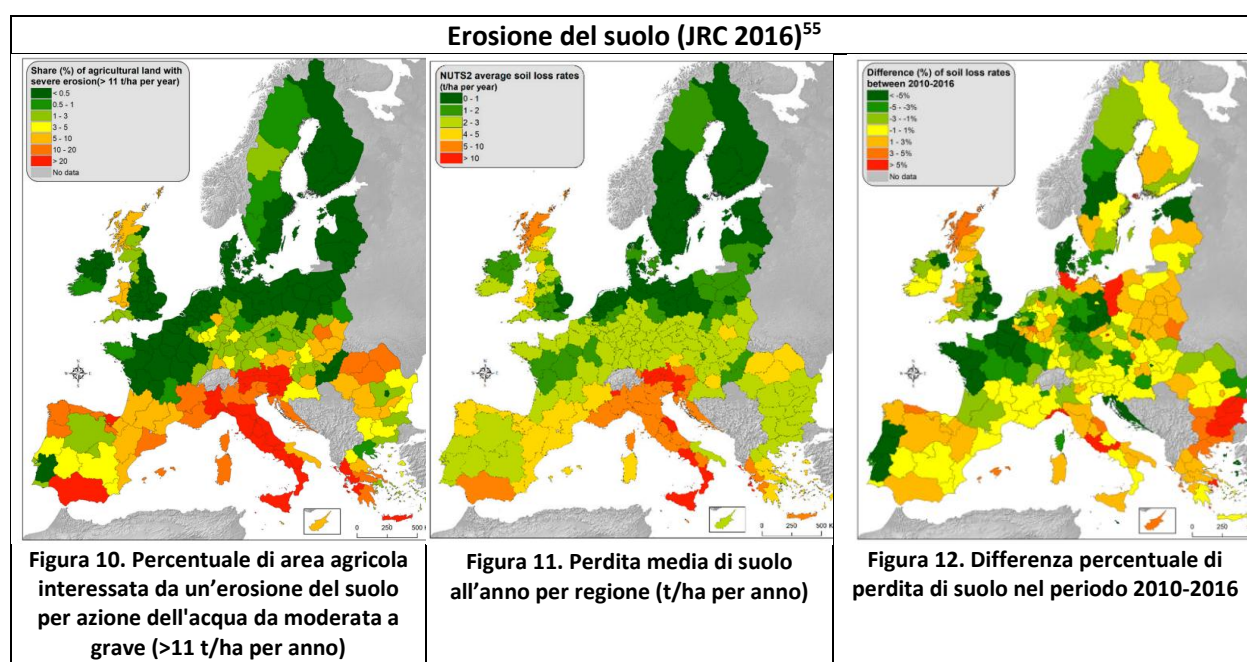 Erosione del suolo (JRC 2016)55
Share (%) of agricultural land with
severe erosion(> 11 t/ha per year)
< 0.5
0.5 - 1
1 - 3
3 - 5
5 - 10
10 - 20
> 20
No data
0 250 500 K
NUTS2 average soil loss rates
(t/ha per year)
0 - 1
1 - 2
2 - 3
4 - 5
5 - 10
> 10
No data
0 250 500
Difference (%) of soil loss rates
between 2010-2016
< -5%
-5 - -3%
-3 - -1%
-1 - 1%
1 - 3%
3 - 5%
> 5%
No data
0 250 500
Figura 10. Percentuale di area agricola
interessata da un’erosione del suolo
per azione dell'acqua da moderata a
grave (>11 t/ha per anno)
Figura 11. Perdita media di suolo
all’anno per regione (t/ha per anno)
Figura 12. Differenza percentuale di
perdita di suolo nel periodo 2010-2016